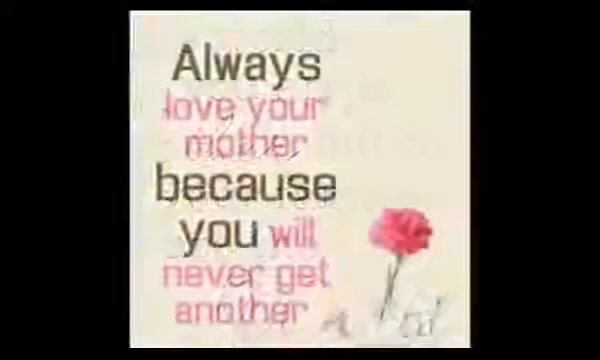 Always
love your
mother
because
you will
never get
another